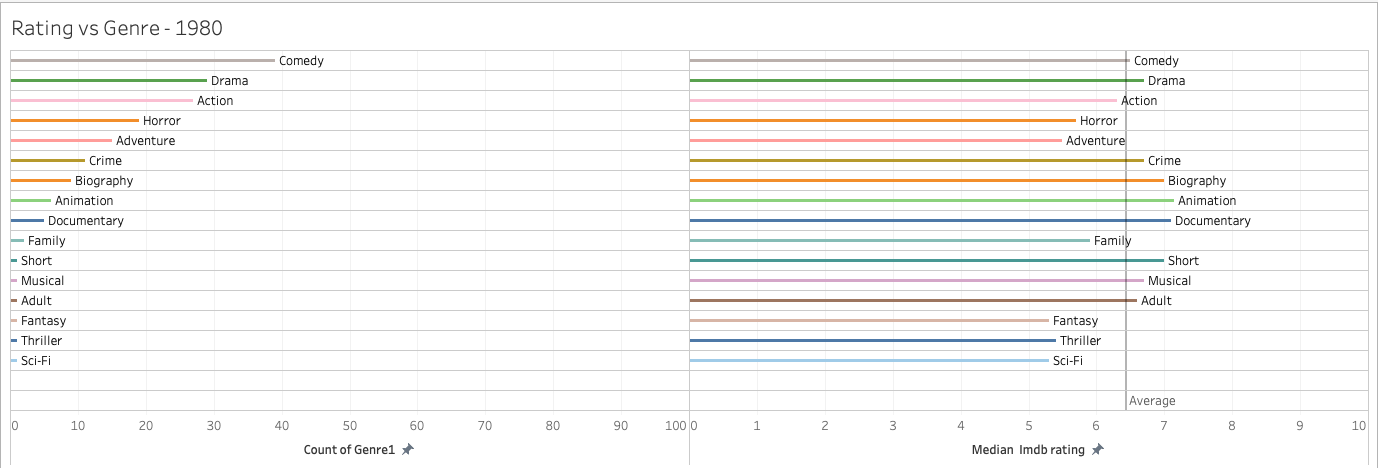 Rating vs Genre - 1980
Comedy Comedy
Drama Drama
Action Action
Horror Horror
Adventure Adventure
Crime Crime
Biography Biography
Animation Animation
Documentary Documentary
Family Family
Short Short
Musical Musical
Adult Adult
Fantasy Fantasy
Thriller Thriller
Sci-Fi Sci-Fi
Average
0 10 20 30 40 50 60 70 80 90 100 0 1 2 3 4 5 6 7 8 9 10
Count of Genre1 Median Imdb rating